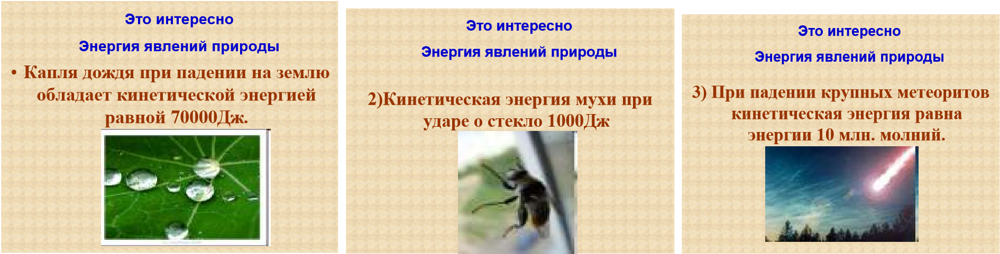 Это интересно
Энергия явлений природы
• Капля дождя при падении на землю
обладает кинетической энергией
равной 70000Дж.
Это интересно
Энергия явлений природы
2)Кинетическая энергия мухи при
ударе о стекло 1000Дж
Это интересно
Энергия явлений природы
3) При падении крупных метеоритов
кинетическая энергия равна
энергии 10 млн. молний.